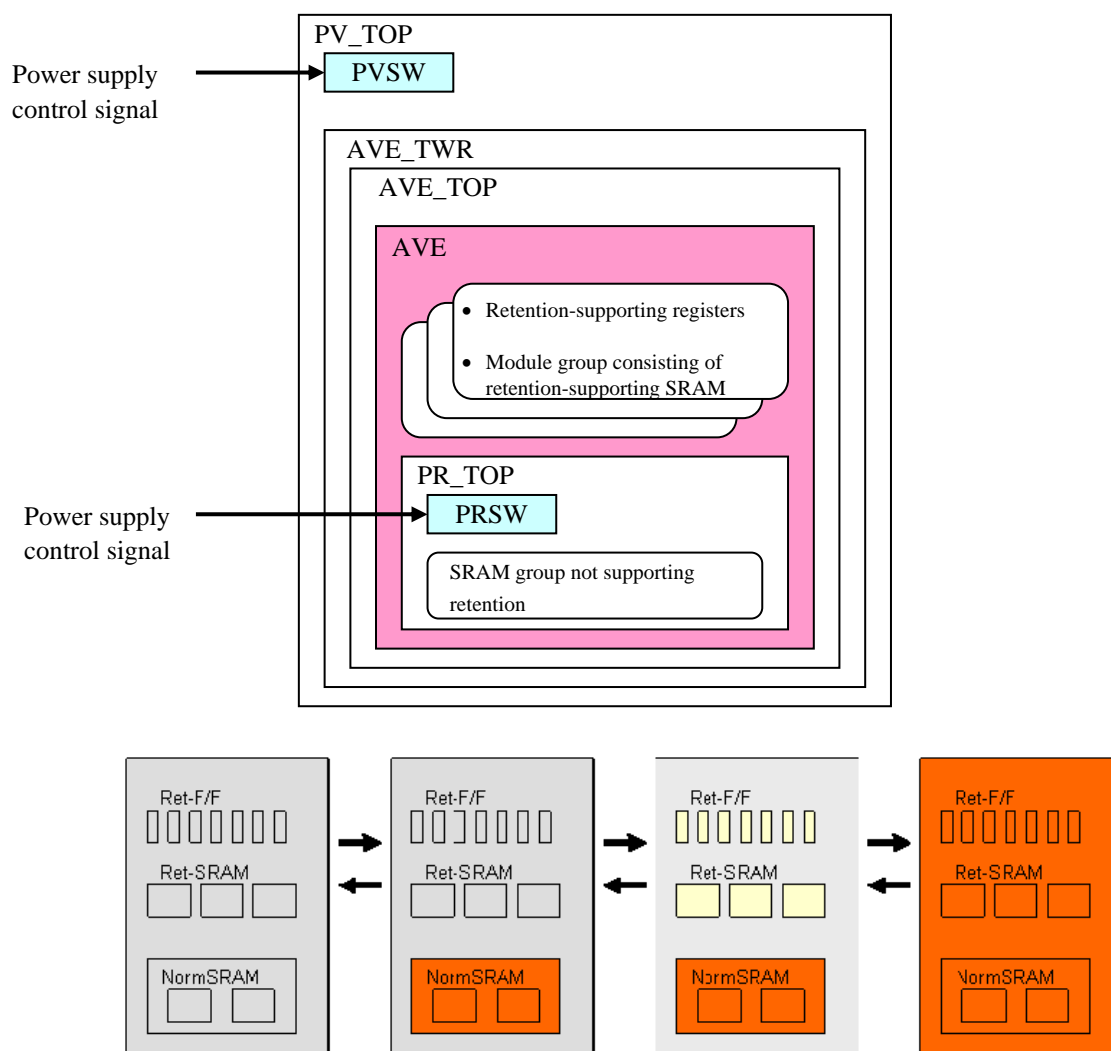 PV_TOP
Power supply
control signal
PVSW
AVE_TWR
AVE_TOP
AVE
• Retention-supporting registers
• Module group consisting of
retention-supporting SRAM
PR_TOP
Power supply
control signal
PRSW
SRAM group not supporting
retention
Ret-F/F
Ret-F/F
Ret-F/F
Ret-F/F
Ret-SRAM
Ret-SRAM
Ret-SRAM
Ret-SRAM
NormSRAM
NormSRAM
NormSRAM
NormSRAM